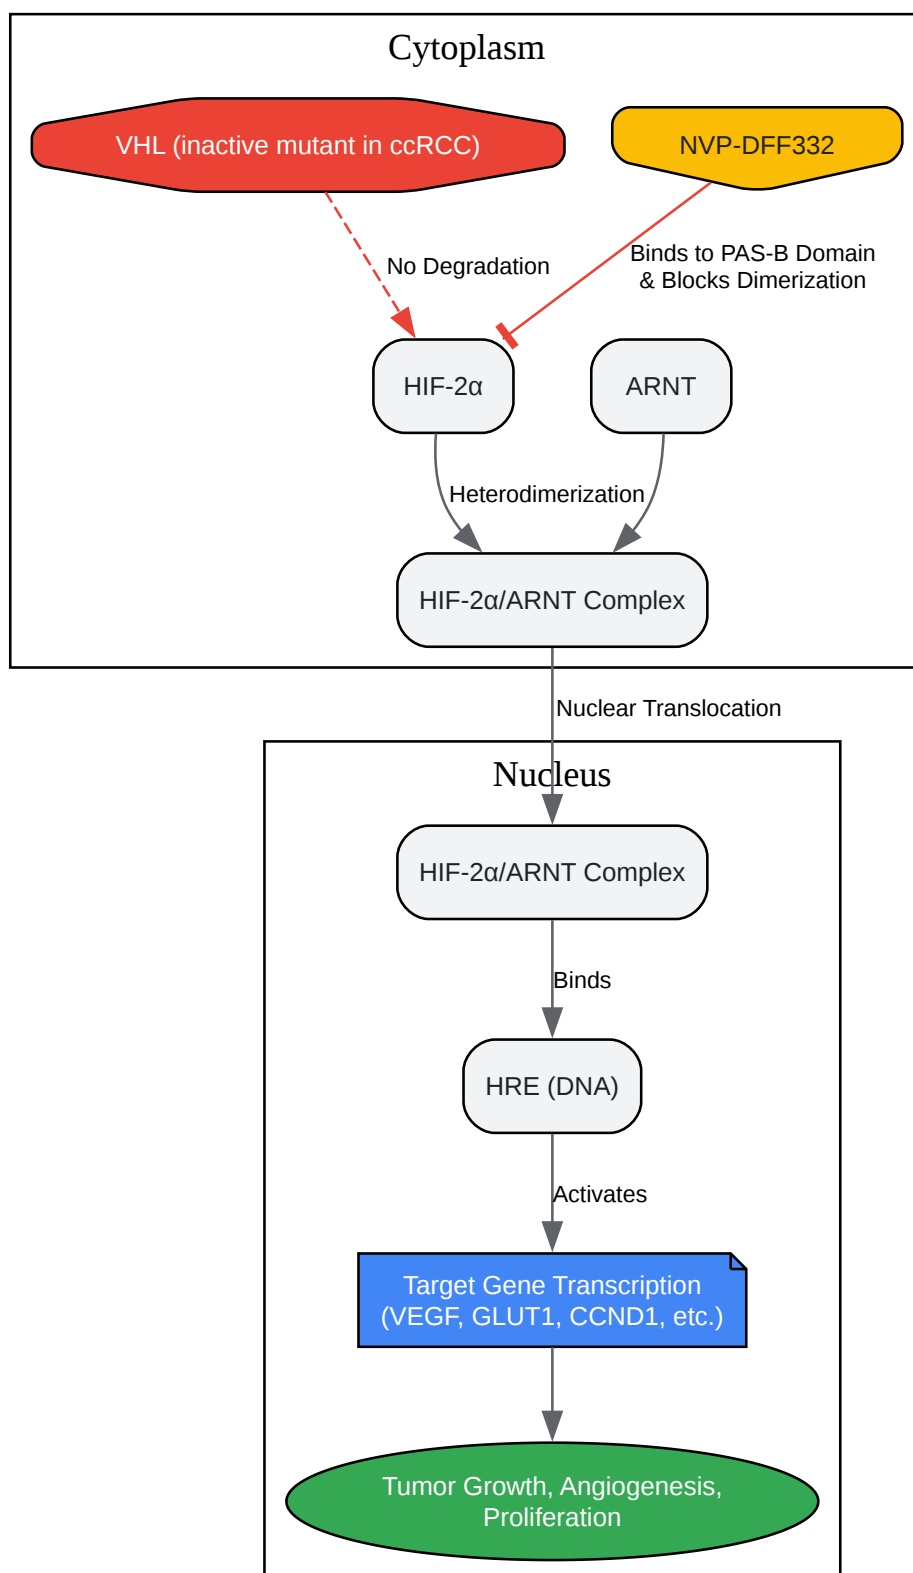 Cytoplasm
VHL (inactive mutant in ccRCC)
NVP-DFF332
No Degradation
Binds to PAS-B Domain
& Blocks Dimerization
HIF-2α
ARNT
Heterodimerization
HIF-2α/ARNT Complex
Nuclear Translocation
Nucleus
HIF-2α/ARNT Complex
Binds
HRE (DNA)
Activates
Target Gene Transcription
(VEGF, GLUT1, CCND1, etc.)
Tumor Growth, Angiogenesis,
Proliferation